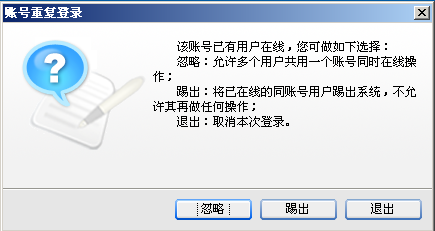 账号重复登录
该账号已有用户在线，您可做如下选择：
忽略：允许多个用户共用一个账号同时在线操
作；
踢出：将已在线的同账号用户踢出系统，不允
许其再做任何操作；
退出：取消本次登录。
忽略
踢出
退出